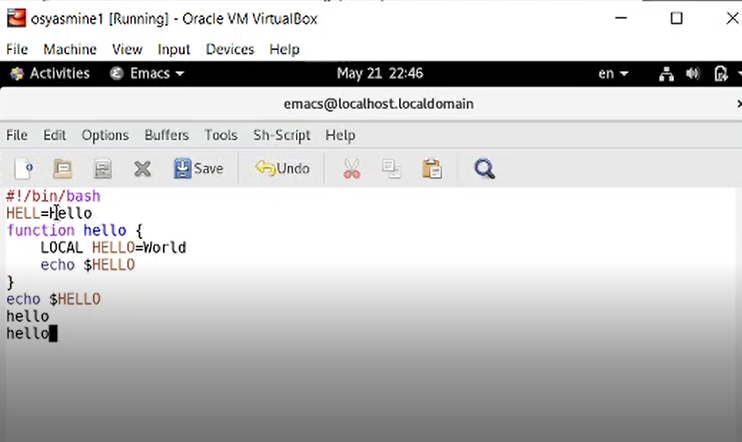 osyasmine1 [Running] - Oracle VM VirtualBox
File Machine View Input Devices Help
Activities Emacs May 21 22:46 en
emacs@localhost.localdomain
File Edit Options Buffers Tools Sh-Script Help
Save Undo
#!/bin/bash
HELL=Hello
function hello {
LOCAL HELLO=World
echo $HELLO
}
echo $HELLO
hello
hello